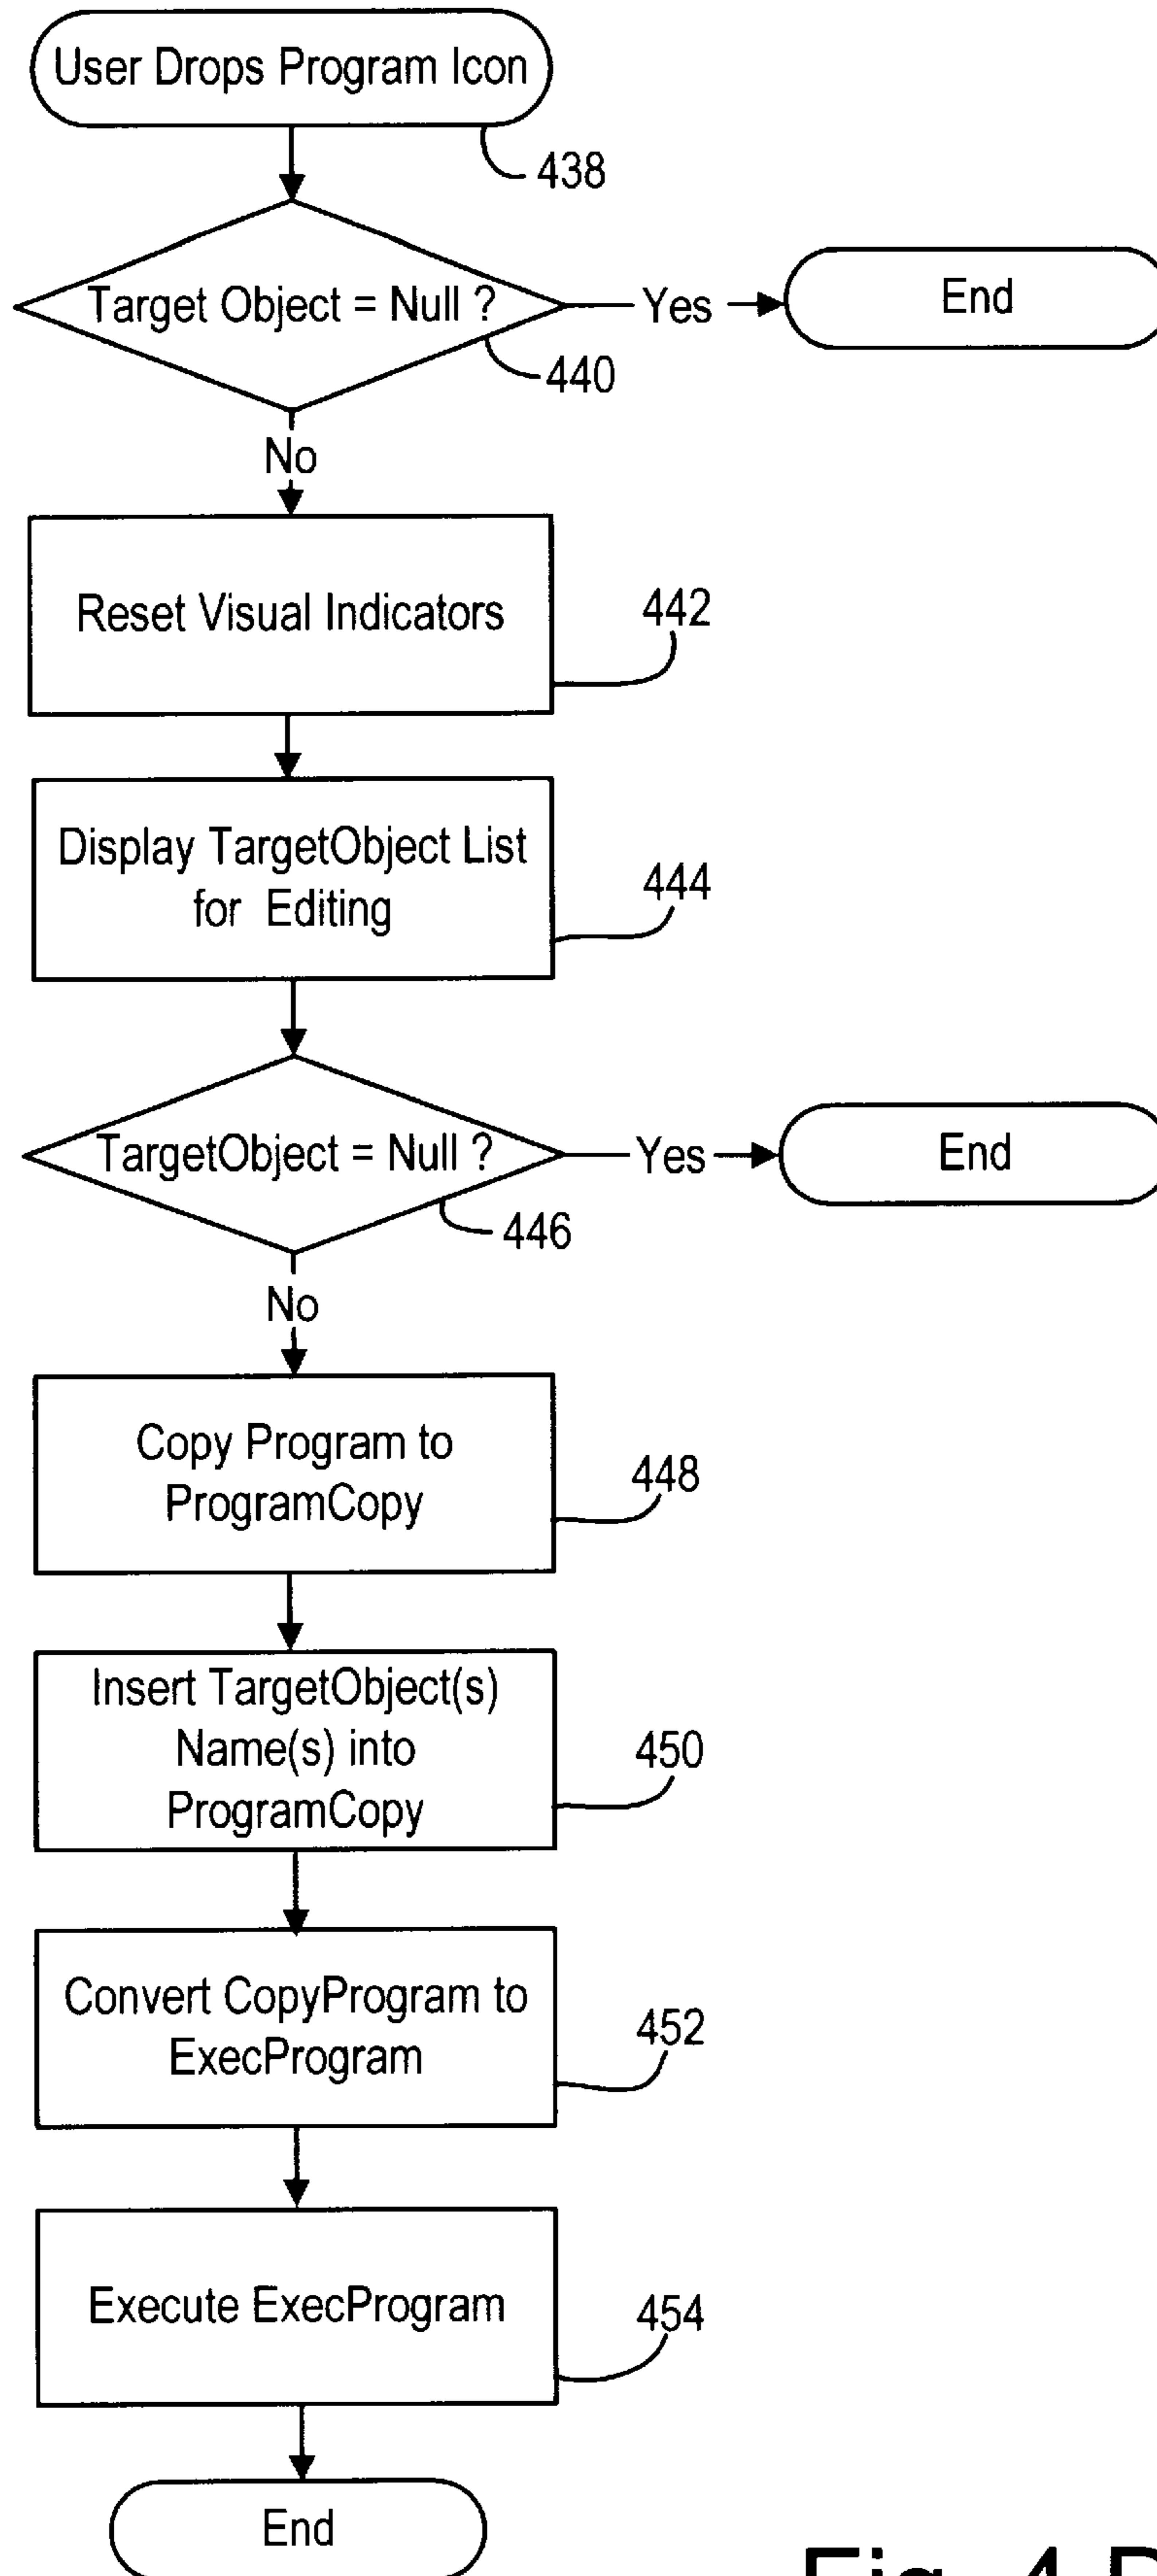 User Drops Program Icon
438
Target Object = Null ?
Yes
End
440
No
Reset Visual Indicators
442
Display TargetObject List
for Editing
444
TargetObject = Null ?
Yes
End
446
No
Copy Program to
ProgramCopy
448
Insert TargetObject(s)
Name(s) into
ProgramCopy
450
Convert CopyProgram to
ExecProgram
452
Execute ExecProgram
454
End
Fig. 4